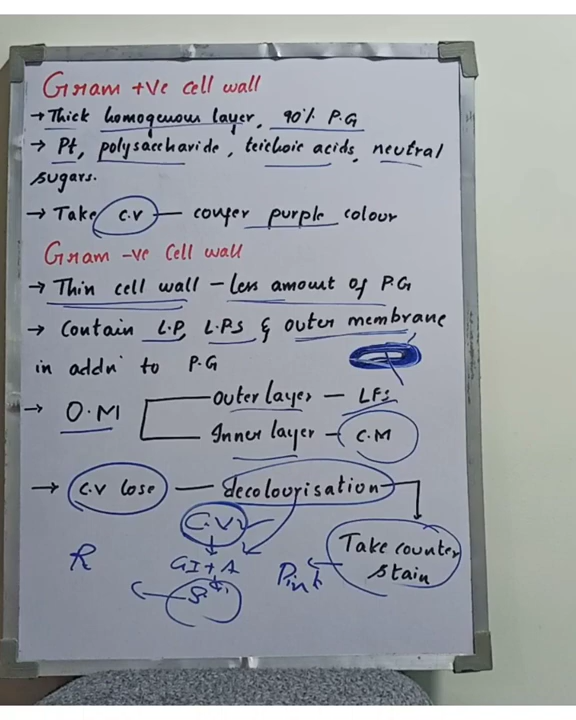 Gram +ve cell wall
→ Thick homogenous layer, 90% P.G
→ Pt, polysaccharide, teichoic acids, neutral
sugars.
→ Take C.V — confer purple colour
Gram -ve cell wall
→ Thin cell wall - less amount of P.G
→ Contain L.P, L.P.S & outer membrane
in addn' to P.G
→ O.M
Outer layer — LPS
Inner layer - C.M
→ C.V lose — decolourisation
C.V
Take counter
stain
GI + A
Pink